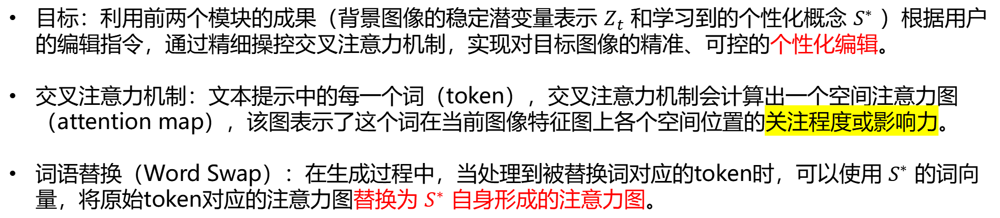 • 目标：利用前两个模块的成果（背景图像的稳定潜变量表示 Z_t 和学习到的个性化概念 S* ）根据用户
的编辑指令，通过精细操控交叉注意力机制，实现对目标图像的精准、可控的个性化编辑。
• 交叉注意力机制：文本提示中的每一个词（token），交叉注意力机制会计算出一个空间注意力图
（attention map），该图表示了这个词在当前图像特征图上各个空间位置的关注程度或影响力。
• 词语替换（Word Swap）：在生成过程中，当处理到被替换词对应的token时，可以使用 S* 的词向
量，将原始token对应的注意力图替换为 S* 自身形成的注意力图。